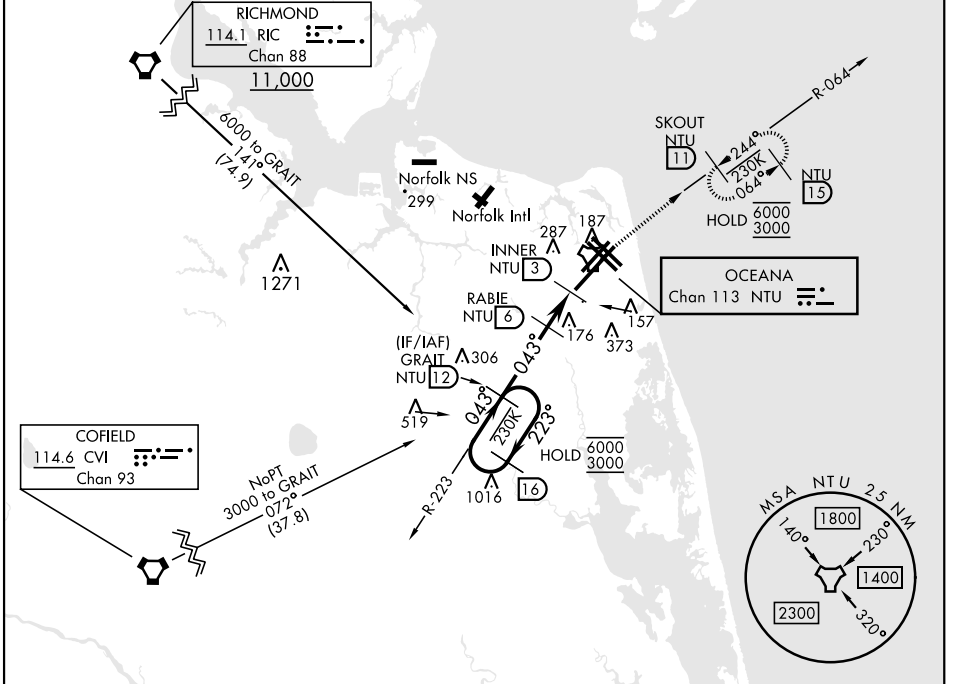 RICHMOND
114.1 RIC
Chan 88
11,000
6000 to GRAIT
141°
(74.9)
Norfolk NS
299
Norfolk Intl
SKOUT
NTU
11
R-064
244°
230K
064°
NTU
15
HOLD 6000
3000
187
287
INNER
NTU 3
OCEANA
Chan 113 NTU
1271
RABIE
NTU 6
157
176
373
043°
(IF/IAF)
GRAIT
NTU 12
306
043°
519
230K
223°
HOLD 6000
3000
16
1016
R-223
COFIELD
114.6 CVI
Chan 93
NoPT
3000 to GRAIT
072°
(37.8)
MSA NTU 25 NM
1800
140°
230°
1400
2300
320°